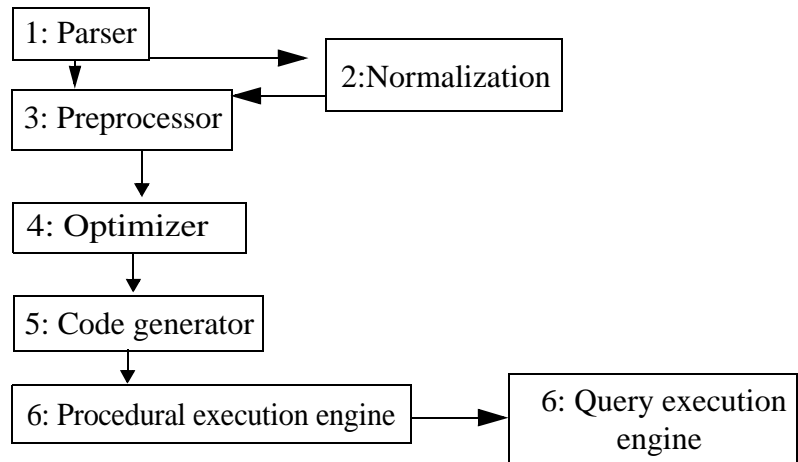 1: Parser
2:Normalization
3: Preprocessor
4: Optimizer
5: Code generator
6: Procedural execution engine
6: Query execution
engine